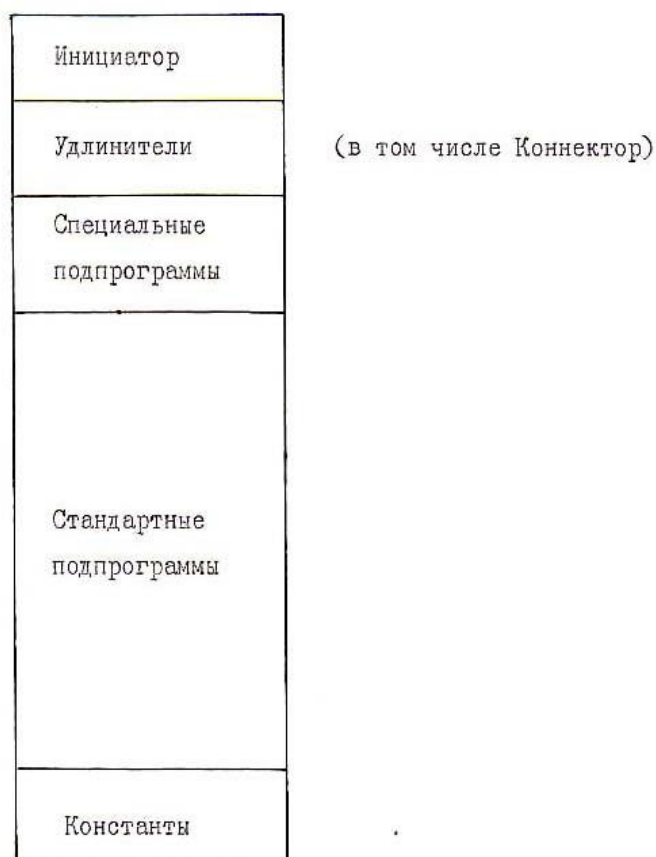 Инициатор
Удлинители (в том числе Коннектор)
Специальные
подпрограммы
Стандартные
подпрограммы
Константы